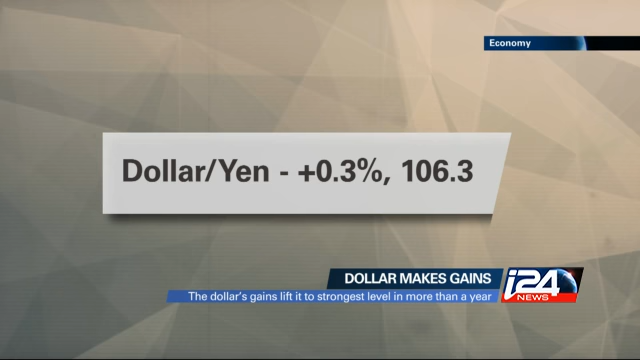 Economy
Dollar/Yen - +0.3%, 106.3
DOLLAR MAKES GAINS
The dollar's gains lift it to strongest level in more than a year
i24
NEWS